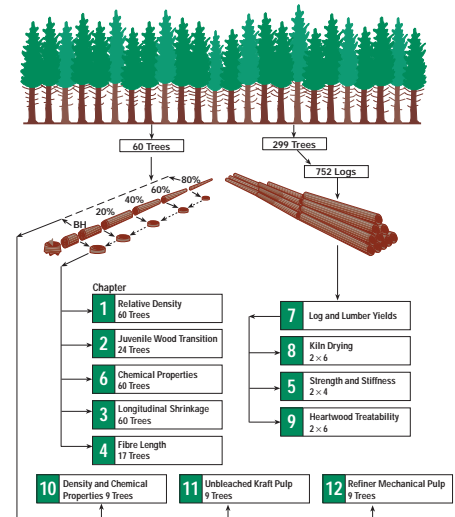 60 Trees
299 Trees
752 Logs
80%
60%
40%
20%
BH
Chapter
1 Relative Density
60 Trees
2 Juvenile Wood Transition
24 Trees
6 Chemical Properties
60 Trees
3 Longitudinal Shrinkage
60 Trees
4 Fibre Length
17 Trees
7 Log and Lumber Yields
8 Kiln Drying
2 × 6
5 Strength and Stiffness
2 × 4
9 Heartwood Treatability
2 × 6
10 Density and Chemical
Properties 9 Trees
11 Unbleached Kraft Pulp
9 Trees
12 Refiner Mechanical Pulp
9 Trees